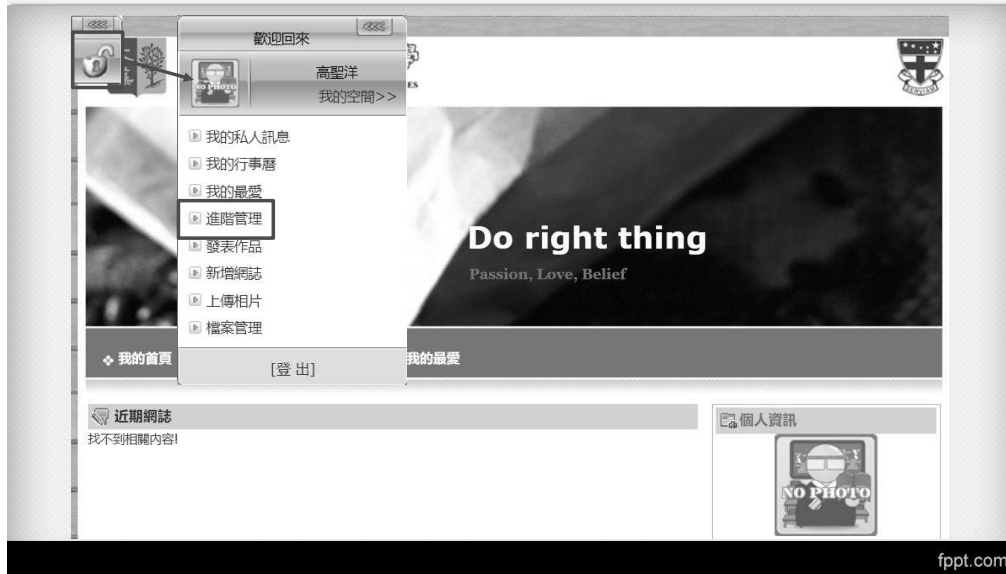 歡迎回來
高聖洋
我的空間>>
NO PHOTO
我的私人訊息
我的行事曆
我的最愛
進階管理
發表作品
新增網誌
上傳相片
檔案管理
[登 出]
ES
SERVIAM
Do right thing
Passion, Love, Belief
我的首頁
我的最愛
近期網誌
找不到相關內容!
個人資訊
NO PHOTO
fppt.com